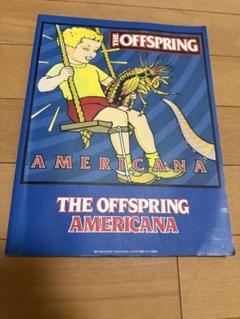 THE OFFSPRING
AMERICANA
THE OFFSPRING
AMERICANA